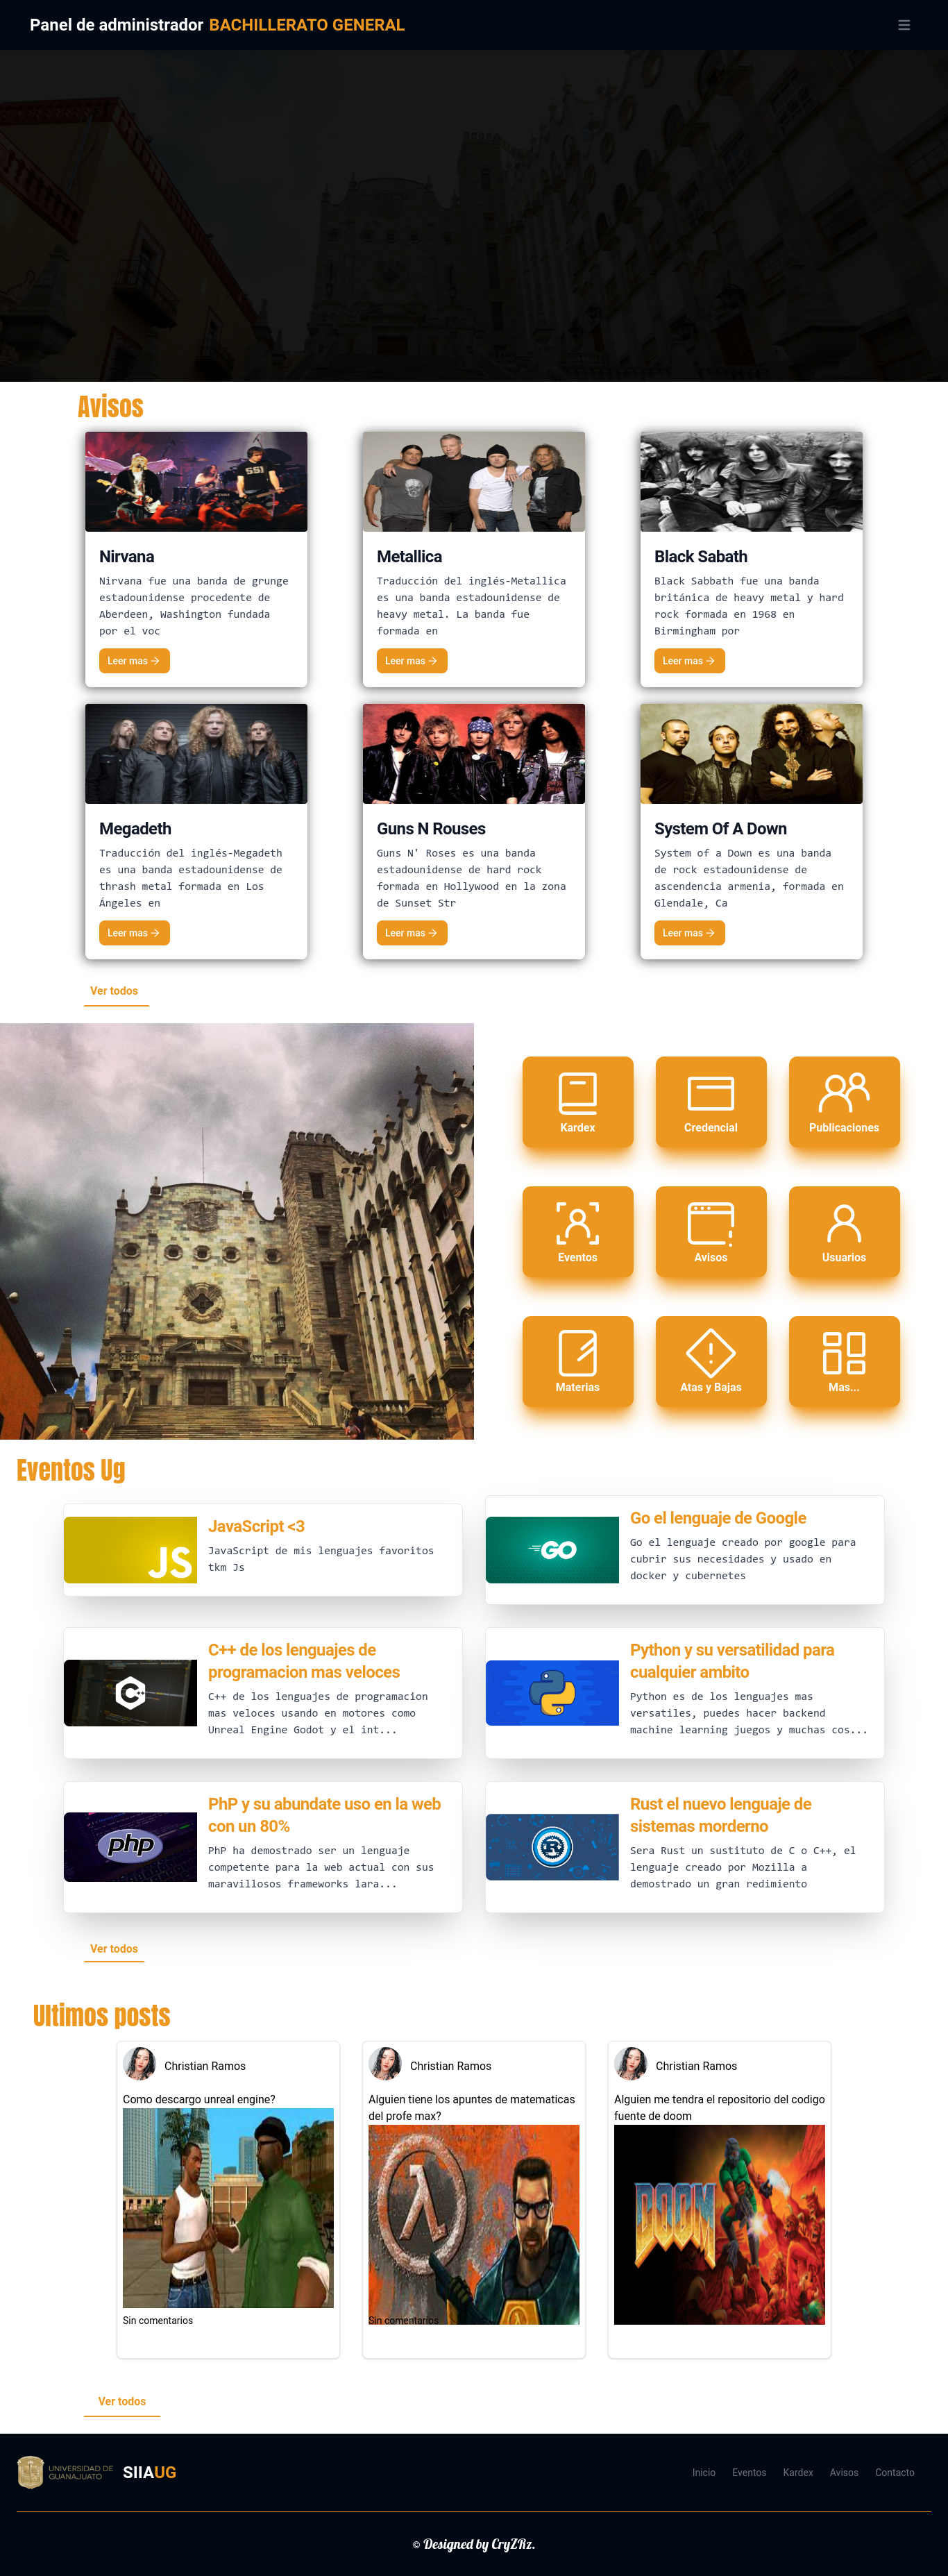 Panel de administrador BACHILLERATO GENERAL
Avisos
Nirvana
Nirvana fue una banda de grunge
estadounidense procedente de
Aberdeen, Washington fundada
por el voc
Leer mas
Metallica
Traducción del inglés-Metallica
es una banda estadounidense de
heavy metal. La banda fue
formada en
Leer mas
Black Sabath
Black Sabbath fue una banda
británica de heavy metal y hard
rock formada en 1968 en
Birmingham por
Leer mas
Megadeth
Traducción del inglés-Megadeth
es una banda estadounidense de
thrash metal formada en Los
Ángeles en
Leer mas
Guns N Rouses
Guns N' Roses es una banda
estadounidense de hard rock
formada en Hollywood en la zona
de Sunset Str
Leer mas
System Of A Down
System of a Down es una banda
de rock estadounidense de
ascendencia armenia, formada en
Glendale, Ca
Leer mas
Ver todos
Kardex
Credencial
Publicaciones
Eventos
Avisos
Usuarios
Materias
Atas y Bajas
Mas...
Eventos Ug
JS
JavaScript <3
JavaScript de mis lenguajes favoritos
tkm Js
GO
Go el lenguaje de Google
Go el lenguaje creado por google para
cubrir sus necesidades y usado en
docker y cubernetes
C++ de los lenguajes de
programacion mas veloces
C++ de los lenguajes de programacion
mas veloces usando en motores como
Unreal Engine Godot y el int...
Python y su versatilidad para
cualquier ambito
Python es de los lenguajes mas
versatiles, puedes hacer backend
machine learning juegos y muchas cos...
php
PhP y su abundate uso en la web
con un 80%
PhP ha demostrado ser un lenguaje
competente para la web actual con sus
maravillosos frameworks lara...
R
Rust el nuevo lenguaje de
sistemas morderno
Sera Rust un sustituto de C o C++, el
lenguaje creado por Mozilla a
demostrado un gran redimiento
Ver todos
Ultimos posts
Christian Ramos
Como descargo unreal engine?
Sin comentarios
Christian Ramos
Alguien tiene los apuntes de matematicas
del profe max?
Sin comentarios
Christian Ramos
Alguien me tendra el repositorio del codigo
fuente de doom
DOOM
Ver todos
UNIVERSIDAD DE
GUANAJUATO
SIIAUG
Inicio
Eventos
Kardex
Avisos
Contacto
© Designed by CryZRz.